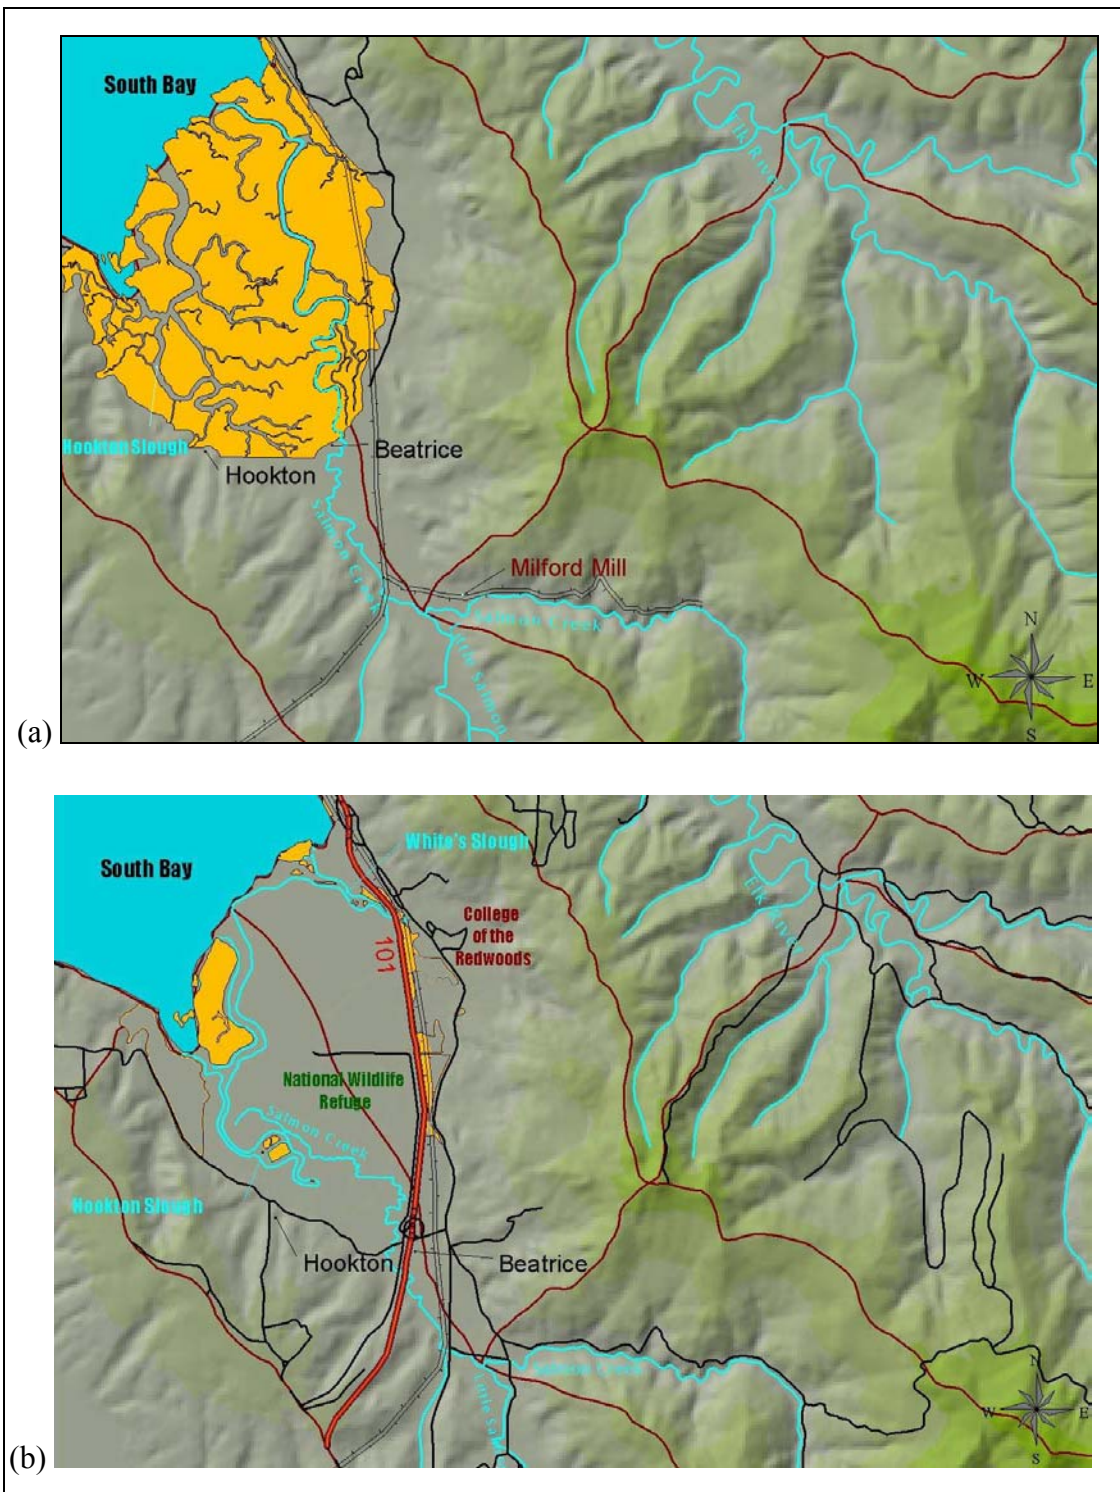 South Bay
Elk River
Hookton Slough
Beatrice
Hookton
Salmon Creek
Milford Mill
Salmon Creek
Little Salmon
N
W E
S
(a)
White's Slough
South Bay
College
of the
Redwoods
Elk River
101
National Wildlife
Refuge
Salmon Creek
Hookton Slough
Hookton
Beatrice
Salmon Creek
Little Sal
N
W E
S
(b)